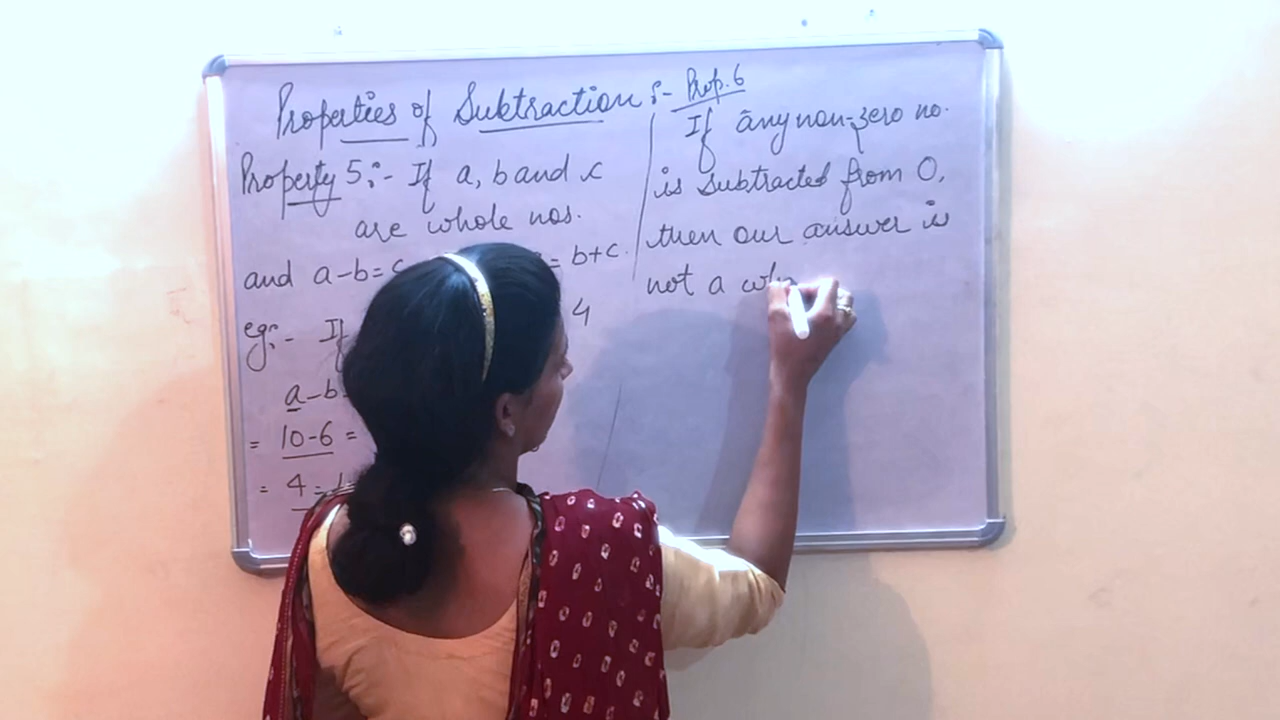 Properties of Subtraction :-
Property 5 :- If a, b and c
are whole nos.
and a-b=c = b+c.
eg:- If 4
a-b
= 10-6 =
= 4 =
Prop. 6
If any non-zero no.
is subtracted from 0,
then our answer is
not a